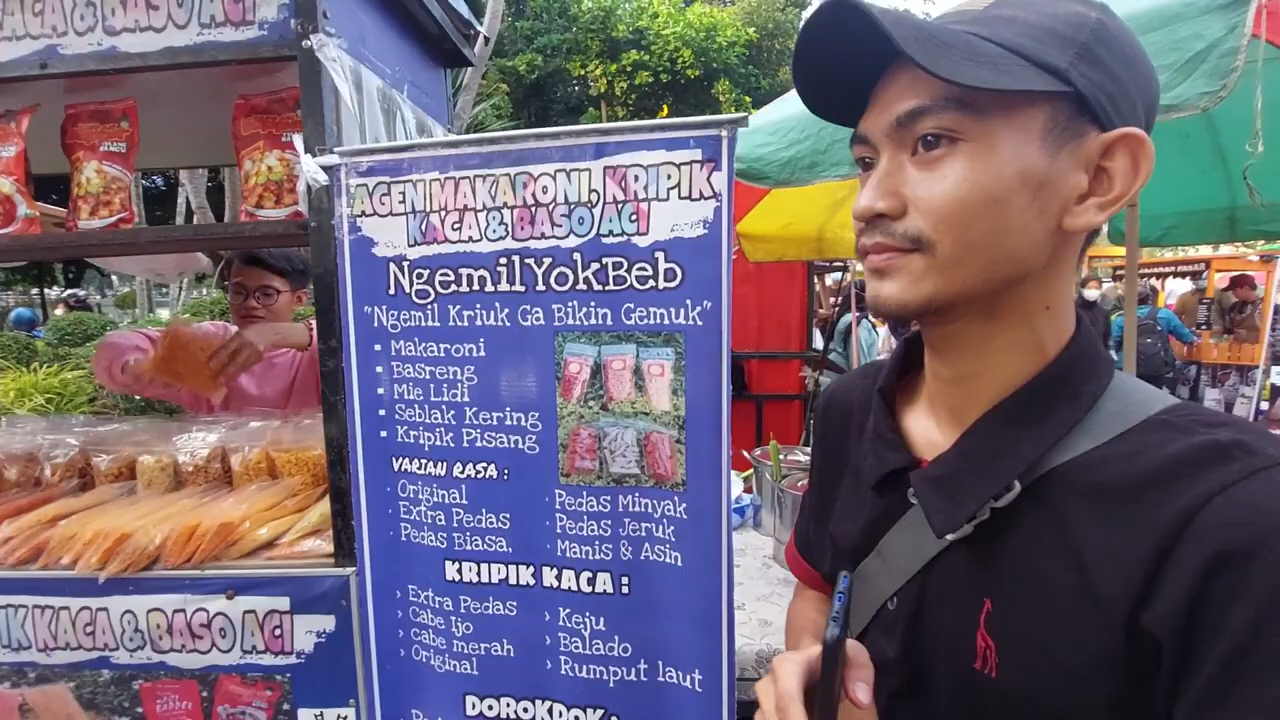 KACA & BASO ACI
AGEN MAKARONI, KRIPIK
KACA & BASO ACI
NgemilYokBeb
"Ngemil Kriuk Ga Bikin Gemuk"
▪ Makaroni
▪ Basreng
▪ Mie Lidi
▪ Seblak Kering
▪ Kripik Pisang
VARIAN RASA :
· Original
· Extra Pedas
· Pedas Biasa,
· Pedas Minyak
· Pedas Jeruk
· Manis & Asin
KRIPIK KACA :
› Extra Pedas
› Cabe Ijo
› Cabe merah
› Original
› Keju
› Balado
› Rumput laut
DOROKDOK :
IK KACA & BASO ACI